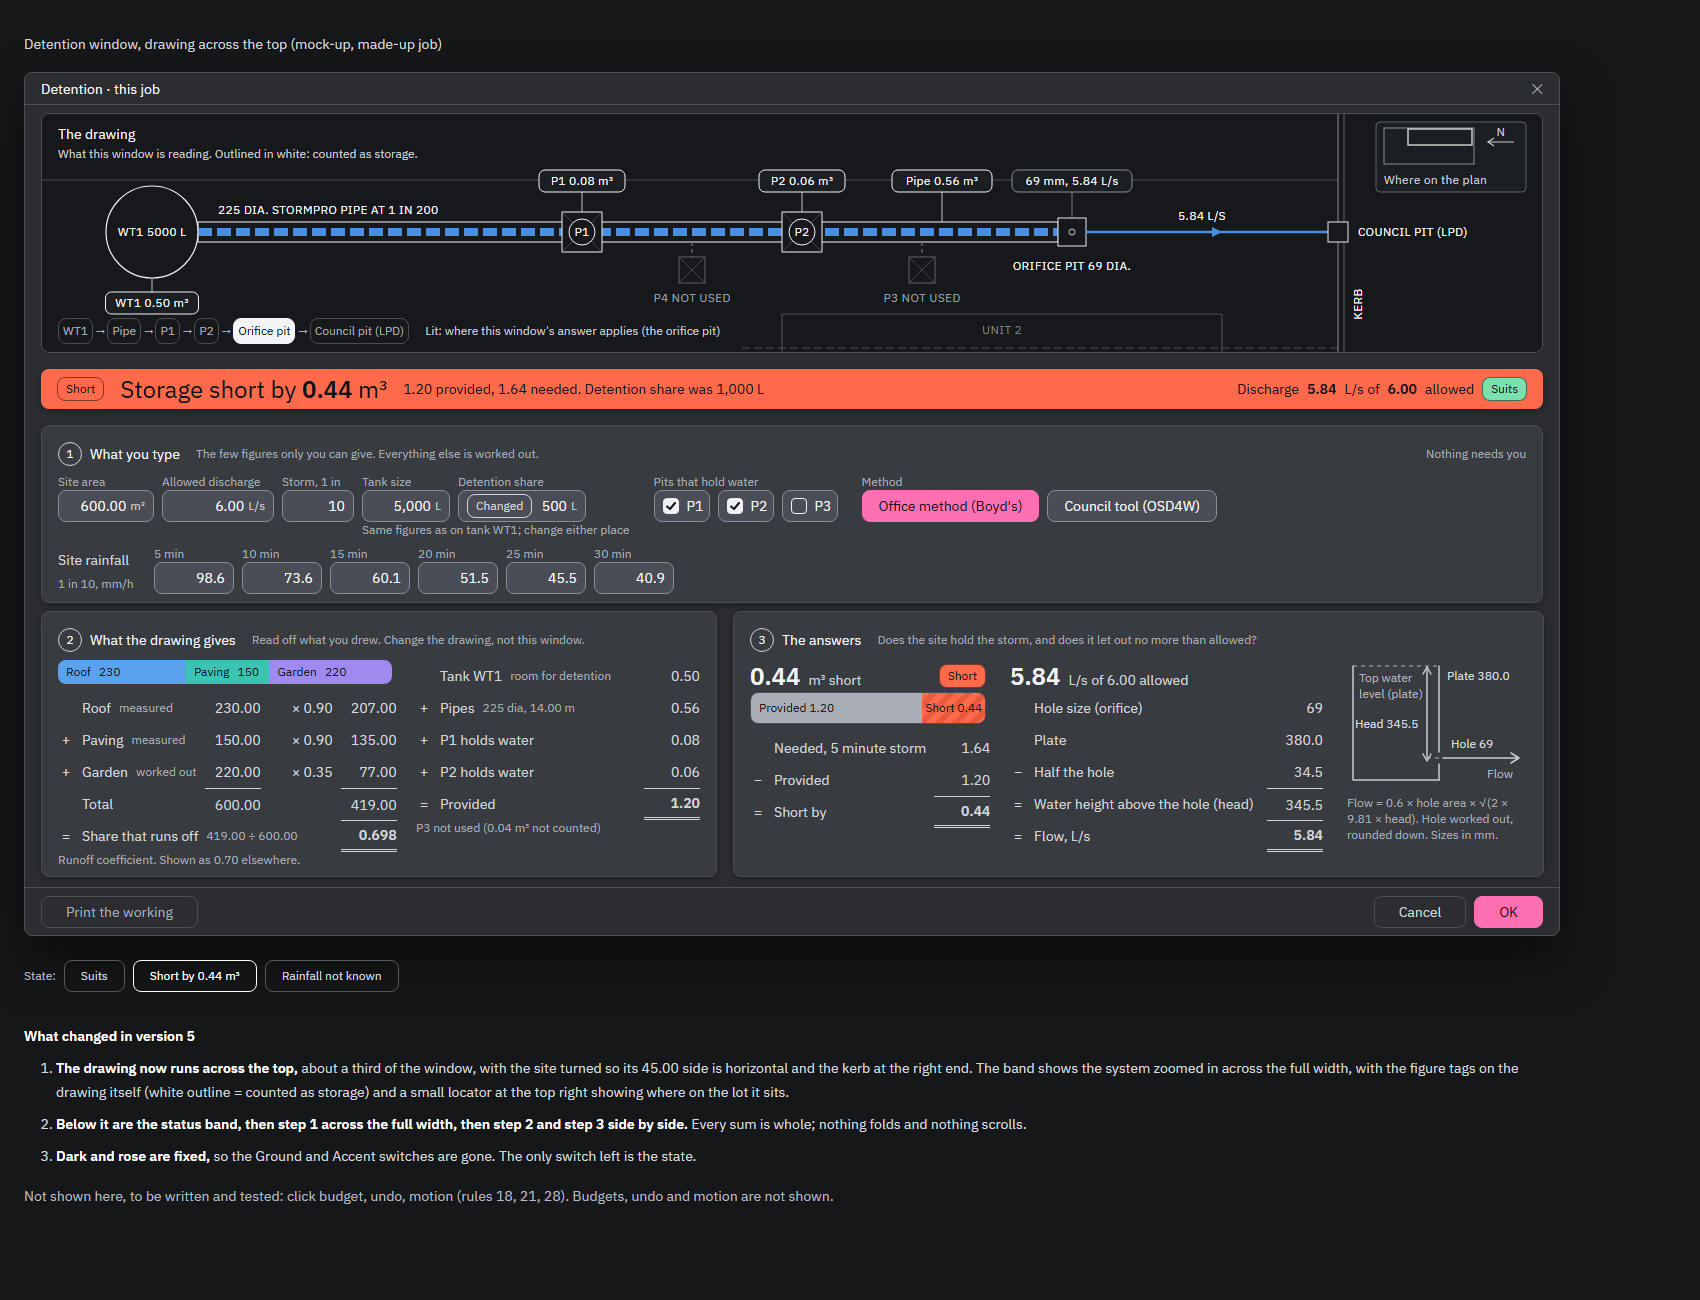 Detention window, drawing across the top (mock-up, made-up job)
Detention · this job
The drawing
What this window is reading. Outlined in white: counted as storage.
N
Where on the plan
P1 0.08 m³
P2 0.06 m³
Pipe 0.56 m³
69 mm, 5.84 L/s
225 DIA. STORMPRO PIPE AT 1 IN 200
5.84 L/S
WT1 5000 L
P1
P2
COUNCIL PIT (LPD)
ORIFICE PIT 69 DIA.
WT1 0.50 m³
P4 NOT USED
P3 NOT USED
KERB
WT1 → Pipe → P1 → P2 → Orifice pit → Council pit (LPD)
Lit: where this window's answer applies (the orifice pit)
UNIT 2
Short
Storage short by 0.44 m³
1.20 provided, 1.64 needed. Detention share was 1,000 L
Discharge 5.84 L/s of 6.00 allowed
Suits
1 What you type
The few figures only you can give. Everything else is worked out.
Nothing needs you
Site area
Allowed discharge
Storm, 1 in
Tank size
Detention share
Pits that hold water
Method
600.00 m²
6.00 L/s
10
5,000 L
Changed 500 L
P1
P2
P3
Office method (Boyd's)
Council tool (OSD4W)
Same figures as on tank WT1; change either place
Site rainfall
1 in 10, mm/h
5 min
10 min
15 min
20 min
25 min
30 min
98.6
73.6
60.1
51.5
45.5
40.9
2 What the drawing gives
Read off what you drew. Change the drawing, not this window.
Roof 230
Paving 150
Garden 220
Roof measured 230.00 × 0.90 207.00
+ Paving measured 150.00 × 0.90 135.00
+ Garden worked out 220.00 × 0.35 77.00
Total 600.00 419.00
= Share that runs off 419.00 ÷ 600.00 0.698
Runoff coefficient. Shown as 0.70 elsewhere.
Tank WT1 room for detention 0.50
+ Pipes 225 dia, 14.00 m 0.56
+ P1 holds water 0.08
+ P2 holds water 0.06
= Provided 1.20
P3 not used (0.04 m³ not counted)
3 The answers
Does the site hold the storm, and does it let out no more than allowed?
0.44 m³ short
Short
Provided 1.20
Short 0.44
Needed, 5 minute storm 1.64
− Provided 1.20
= Short by 0.44
5.84 L/s of 6.00 allowed
Hole size (orifice) 69
Plate 380.0
− Half the hole 34.5
= Water height above the hole (head) 345.5
= Flow, L/s 5.84
Top water
level (plate)
Plate 380.0
Head 345.5
Hole 69
Flow
Flow = 0.6 × hole area × √(2 ×
9.81 × head). Hole worked out,
rounded down. Sizes in mm.
Print the working
Cancel
OK
State:
Suits
Short by 0.44 m³
Rainfall not known
What changed in version 5
1. The drawing now runs across the top, about a third of the window, with the site turned so its 45.00 side is horizontal and the kerb at the right end. The band shows the system zoomed in across the full width, with the figure tags on the
drawing itself (white outline = counted as storage) and a small locator at the top right showing where on the lot it sits.
2. Below it are the status band, then step 1 across the full width, then step 2 and step 3 side by side. Every sum is whole; nothing folds and nothing scrolls.
3. Dark and rose are fixed, so the Ground and Accent switches are gone. The only switch left is the state.
Not shown here, to be written and tested: click budget, undo, motion (rules 18, 21, 28). Budgets, undo and motion are not shown.